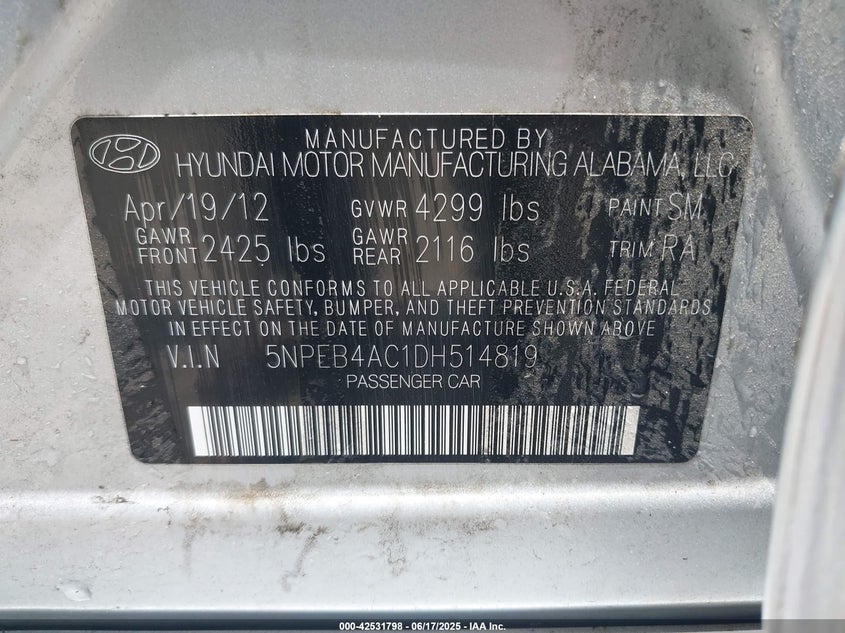 MANUFACTURED BY
HYUNDAI MOTOR MANUFACTURING ALABAMA, LLC
Apr/19/12 GVWR 4299 lbs PAINT SM
GAWR FRONT 2425 lbs GAWR REAR 2116 lbs TRIM RA
THIS VEHICLE CONFORMS TO ALL APPLICABLE U.S.A. FEDERAL
MOTOR VEHICLE SAFETY, BUMPER, AND THEFT PREVENTION STANDARDS
IN EFFECT ON THE DATE OF MANUFACTURE SHOWN ABOVE
V.I.N 5NPEB4AC1DH514819
PASSENGER CAR
000-42531798 - 06/17/2025 - IAA Inc.